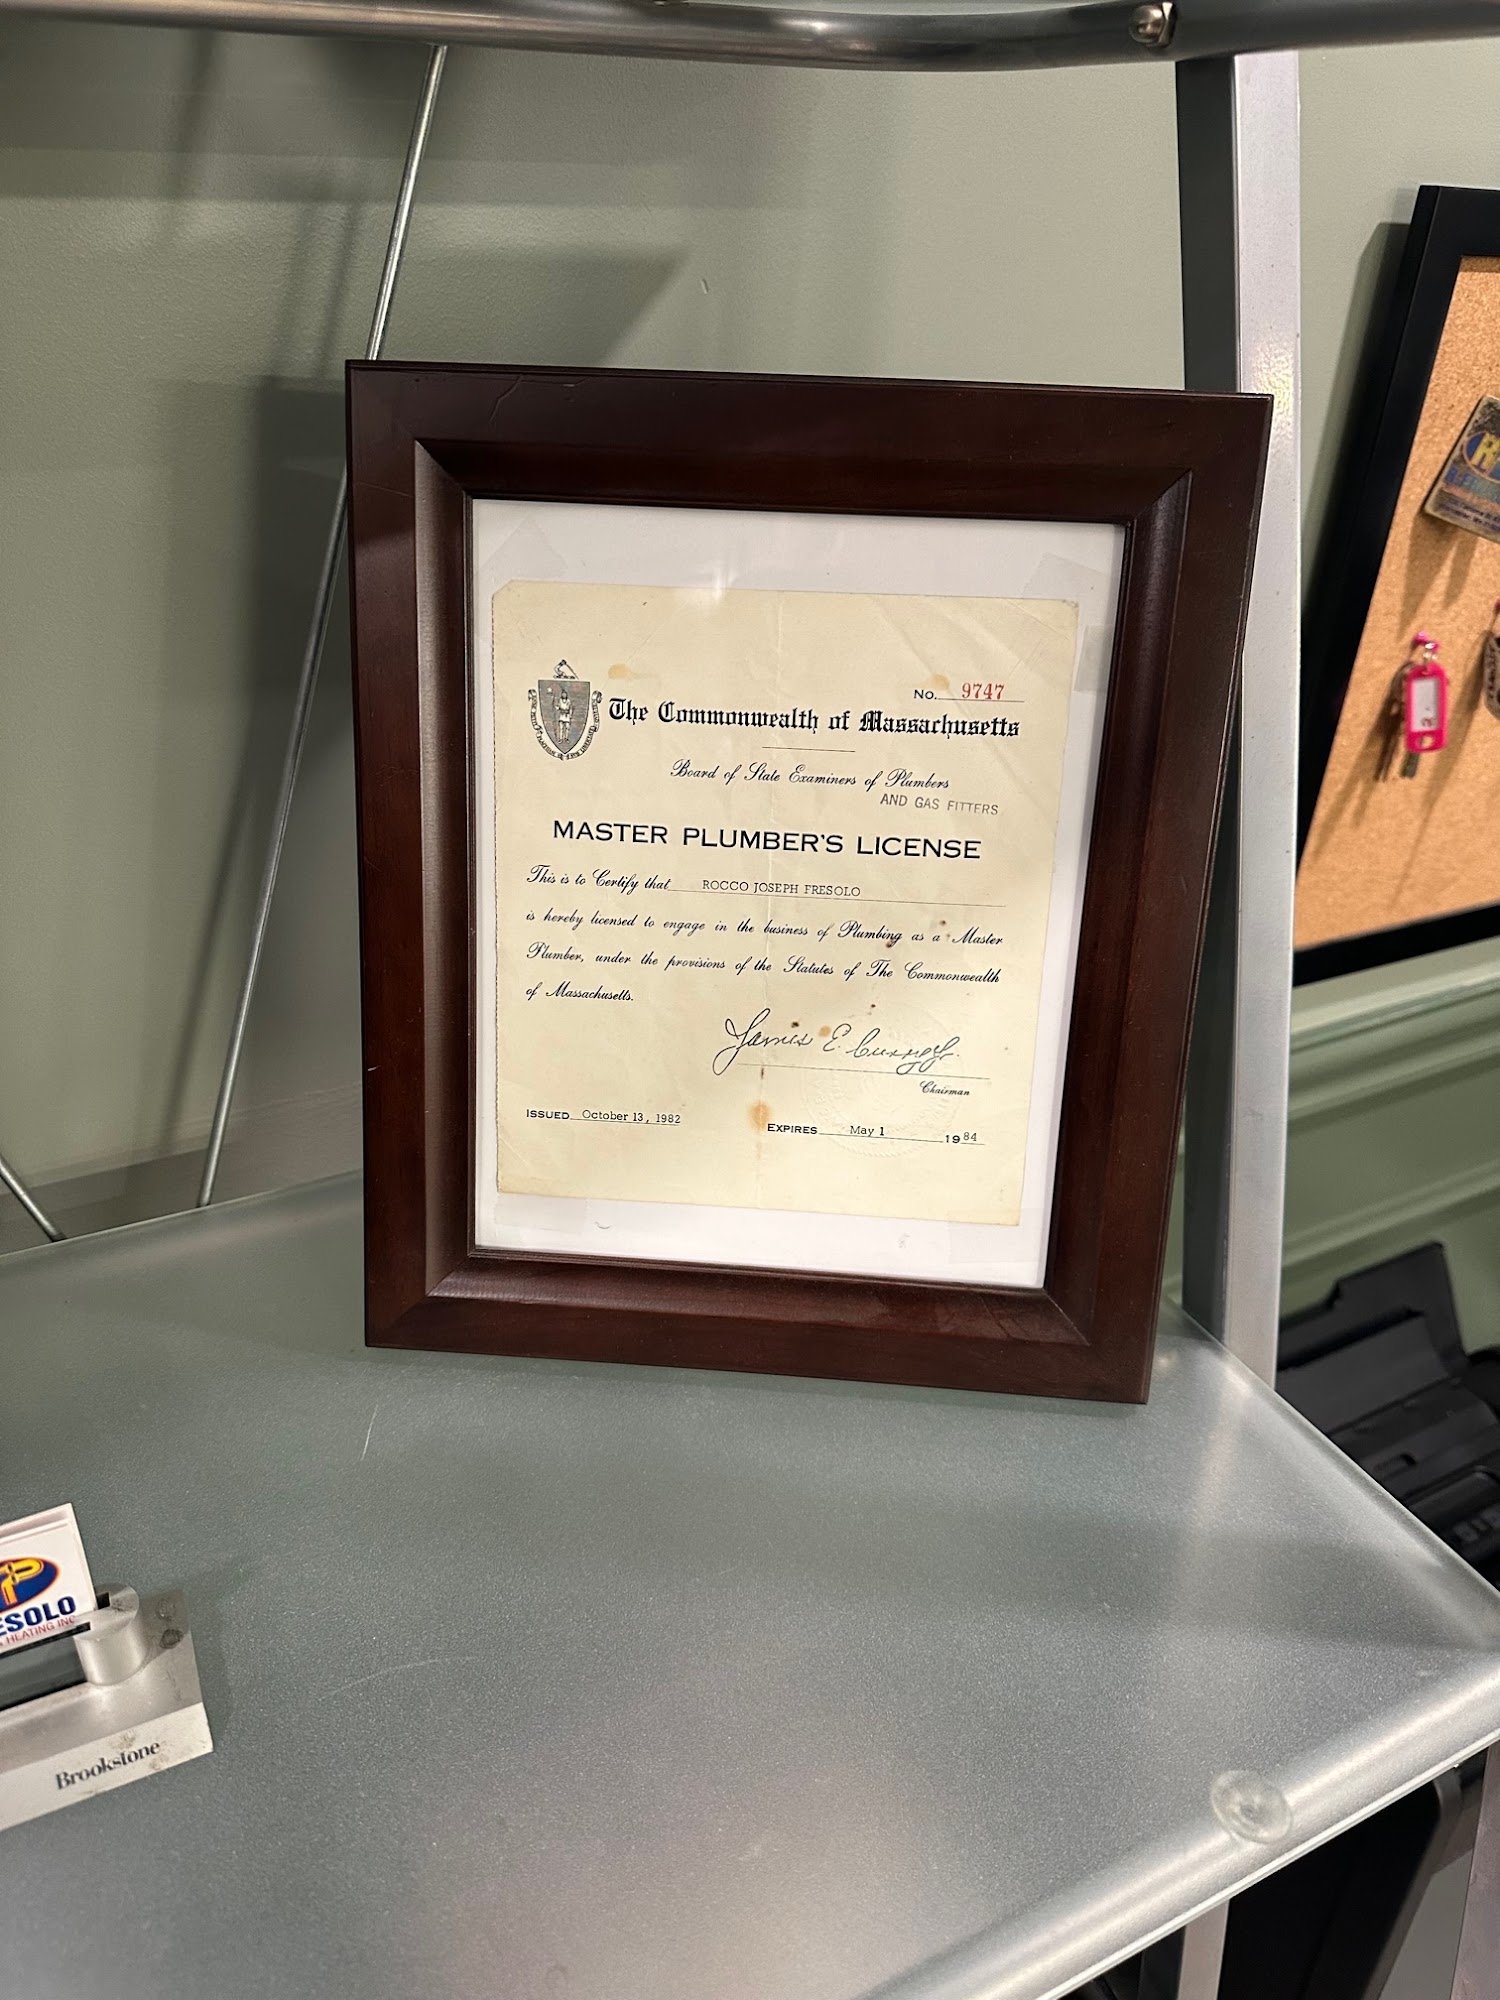 No. 9747
The Commonwealth of Massachusetts
Board of State Examiners of Plumbers
AND GAS FITTERS
MASTER PLUMBER'S LICENSE
This is to Certify that ROCCO JOSEPH FRESOLO
is hereby licensed to engage in the business of Plumbing as a Master
Plumber, under the provisions of the Statutes of The Commonwealth
of Massachusetts.
James E.
Chairman
ISSUED October 13, 1982
EXPIRES May 1 1984
ESOLO
HEATING INC
Brookstone